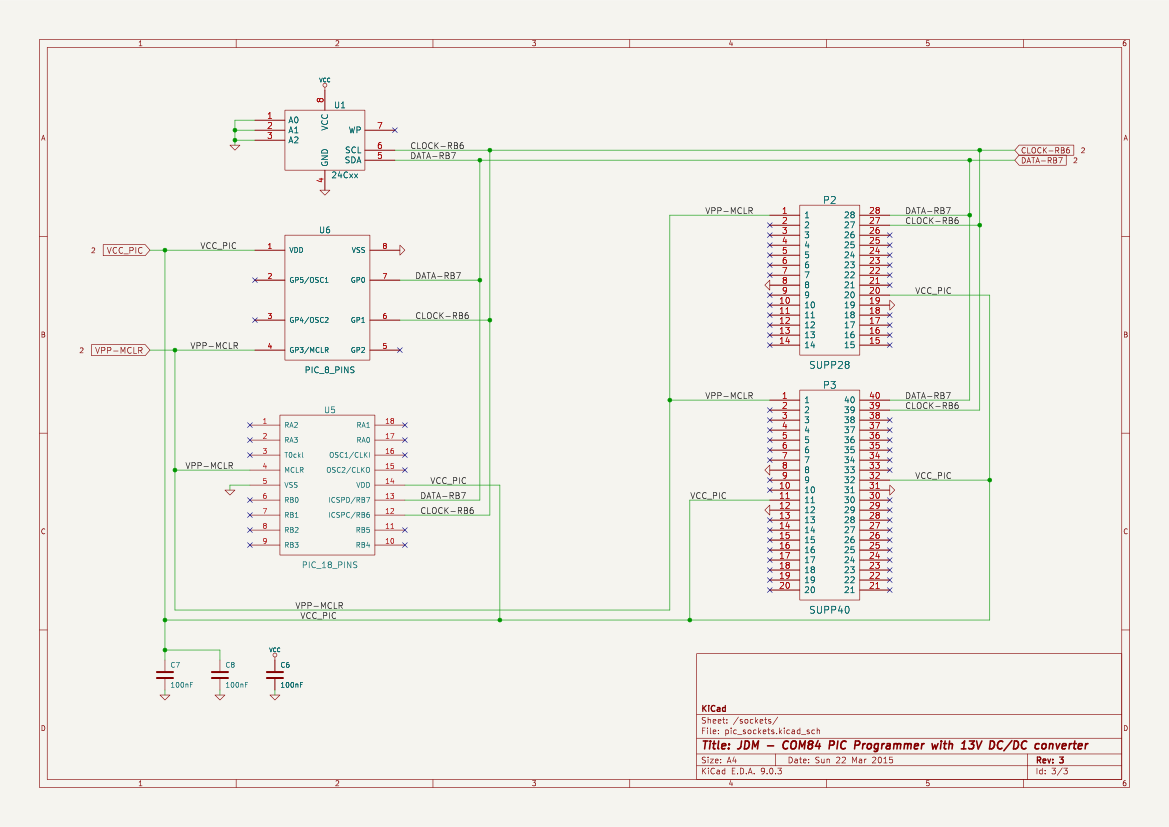 1 2 3 4 5 6
A A
B B
C C
D D
1 2 3 4 5 6
VCC
8
U1
VCC
1 A0
2 A1
3 A2
WP 7
SCL 6 CLOCK-RB6
SDA 5 DATA-RB7
GND
4
24Cxx
CLOCK-RB6 2
DATA-RB7 2
U6
2 VCC_PIC
VCC_PIC
1 VDD VSS 8
2 GP5/OSC1 GP0 7 DATA-RB7
3 GP4/OSC2 GP1 6 CLOCK-RB6
2 VPP-MCLR
VPP-MCLR
4 GP3/MCLR GP2 5
PIC_8_PINS
U5
1 RA2 RA1 18
2 RA3 RA0 17
3 T0ckl OSC1/CLKI 16
VPP-MCLR 4 MCLR OSC2/CLKO 15
5 VSS VDD 14 VCC_PIC
6 RB0 ICSPD/RB7 13 DATA-RB7
7 RB1 ICSPC/RB6 12 CLOCK-RB6
8 RB2 RB5 11
9 RB3 RB4 10
PIC_18_PINS
VPP-MCLR
VCC_PIC
P2
VPP-MCLR 1 1 28 28 DATA-RB7
2 2 27 27 CLOCK-RB6
3 3 26 26
4 4 25 25
5 5 24 24
6 6 23 23
7 7 22 22
8 8 21 21
9 9 20 20 VCC_PIC
10 10 19 19
11 11 18 18
12 12 17 17
13 13 16 16
14 14 15 15
SUPP28
P3
VPP-MCLR 1 1 40 40 DATA-RB7
2 2 39 39 CLOCK-RB6
3 3 38 38
4 4 37 37
5 5 36 36
6 6 35 35
7 7 34 34
8 8 33 33
9 9 32 32 VCC_PIC
10 10 31 31
VCC_PIC 11 11 30 30
12 12 29 29
13 13 28 28
14 14 27 27
15 15 26 26
16 16 25 25
17 17 24 24
18 18 23 23
19 19 22 22
20 20 21 21
SUPP40
C7
100nF
C8
100nF
VCC
C6
100nF
KiCad
Sheet: /sockets/
File: pic_sockets.kicad_sch
Title: JDM – COM84 PIC Programmer with 13V DC/DC converter
Size: A4 Date: Sun 22 Mar 2015 Rev: 3
KiCad E.D.A. 9.0.3 Id: 3/3